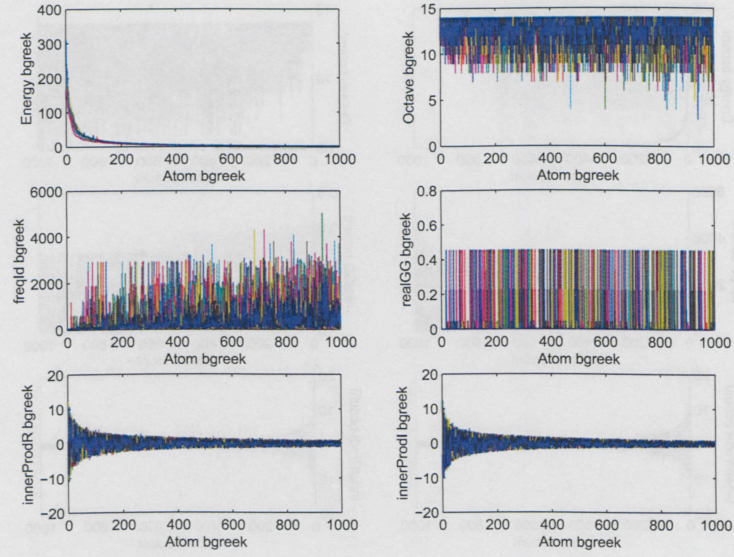 400
300
200
100
0
Energy bgreek
0 200 400 600 800 1000
Atom bgreek
15
10
5
0
Octave bgreek
0 200 400 600 800 1000
Atom bgreek
6000
4000
2000
0
freqId bgreek
0 200 400 600 800 1000
Atom bgreek
0.8
0.6
0.4
0.2
0
realGG bgreek
0 200 400 600 800 1000
Atom bgreek
20
10
0
−10
−20
innerProdR bgreek
0 200 400 600 800 1000
Atom bgreek
20
10
0
−10
−20
innerProdI bgreek
0 200 400 600 800 1000
Atom bgreek